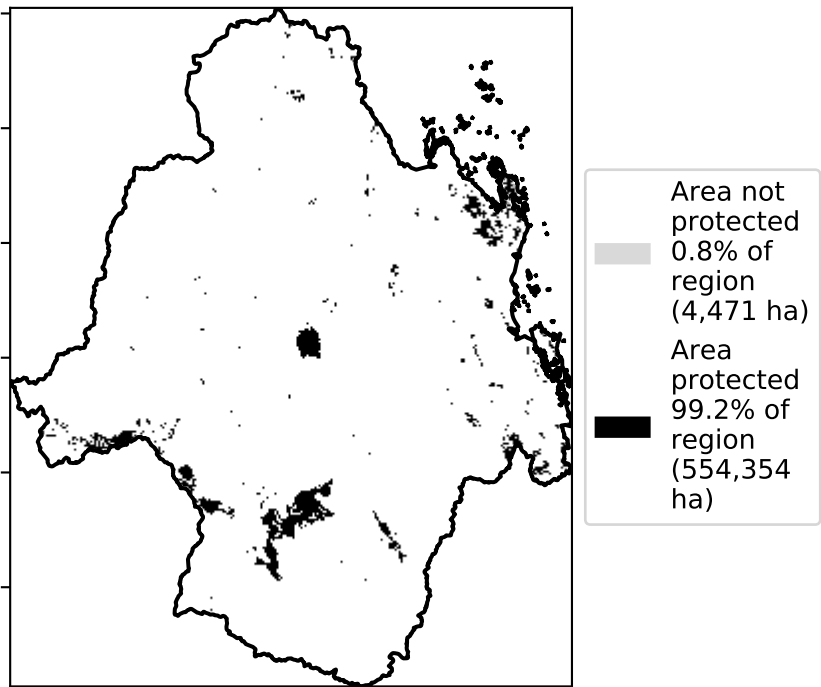 Area not
protected
0.8% of
region
(4,471 ha)
Area
protected
99.2% of
region
(554,354
ha)